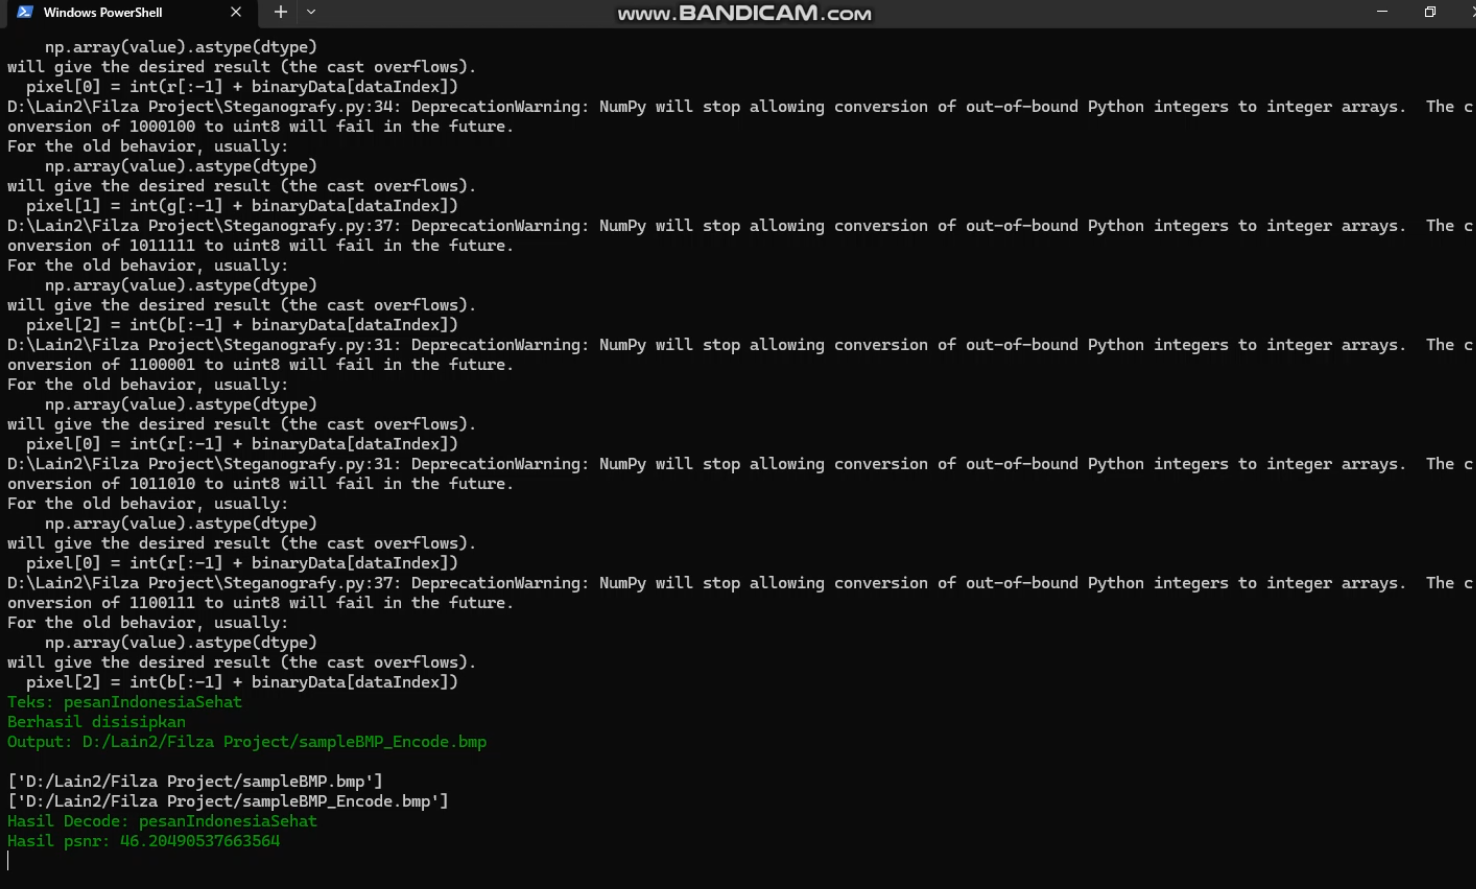 Windows PowerShell
www.BANDICAM.com
np.array(value).astype(dtype)
will give the desired result (the cast overflows).
pixel[0] = int(r[:-1] + binaryData[dataIndex])
D:\Lain2\Filza Project\Steganografy.py:34: DeprecationWarning: NumPy will stop allowing conversion of out-of-bound Python integers to integer arrays.  The c
onversion of 1000100 to uint8 will fail in the future.
For the old behavior, usually:
np.array(value).astype(dtype)
will give the desired result (the cast overflows).
pixel[1] = int(g[:-1] + binaryData[dataIndex])
D:\Lain2\Filza Project\Steganografy.py:37: DeprecationWarning: NumPy will stop allowing conversion of out-of-bound Python integers to integer arrays.  The c
onversion of 1011111 to uint8 will fail in the future.
For the old behavior, usually:
np.array(value).astype(dtype)
will give the desired result (the cast overflows).
pixel[2] = int(b[:-1] + binaryData[dataIndex])
D:\Lain2\Filza Project\Steganografy.py:31: DeprecationWarning: NumPy will stop allowing conversion of out-of-bound Python integers to integer arrays.  The c
onversion of 1100001 to uint8 will fail in the future.
For the old behavior, usually:
np.array(value).astype(dtype)
will give the desired result (the cast overflows).
pixel[0] = int(r[:-1] + binaryData[dataIndex])
D:\Lain2\Filza Project\Steganografy.py:31: DeprecationWarning: NumPy will stop allowing conversion of out-of-bound Python integers to integer arrays.  The c
onversion of 1011010 to uint8 will fail in the future.
For the old behavior, usually:
np.array(value).astype(dtype)
will give the desired result (the cast overflows).
pixel[0] = int(r[:-1] + binaryData[dataIndex])
D:\Lain2\Filza Project\Steganografy.py:37: DeprecationWarning: NumPy will stop allowing conversion of out-of-bound Python integers to integer arrays.  The c
onversion of 1100111 to uint8 will fail in the future.
For the old behavior, usually:
np.array(value).astype(dtype)
will give the desired result (the cast overflows).
pixel[2] = int(b[:-1] + binaryData[dataIndex])
Teks: pesanIndonesiaSehat
Berhasil disisipkan
Output: D:/Lain2/Filza Project/sampleBMP_Encode.bmp
['D:/Lain2/Filza Project/sampleBMP.bmp']
['D:/Lain2/Filza Project/sampleBMP_Encode.bmp']
Hasil Decode: pesanIndonesiaSehat
Hasil psnr: 46.20490537663564